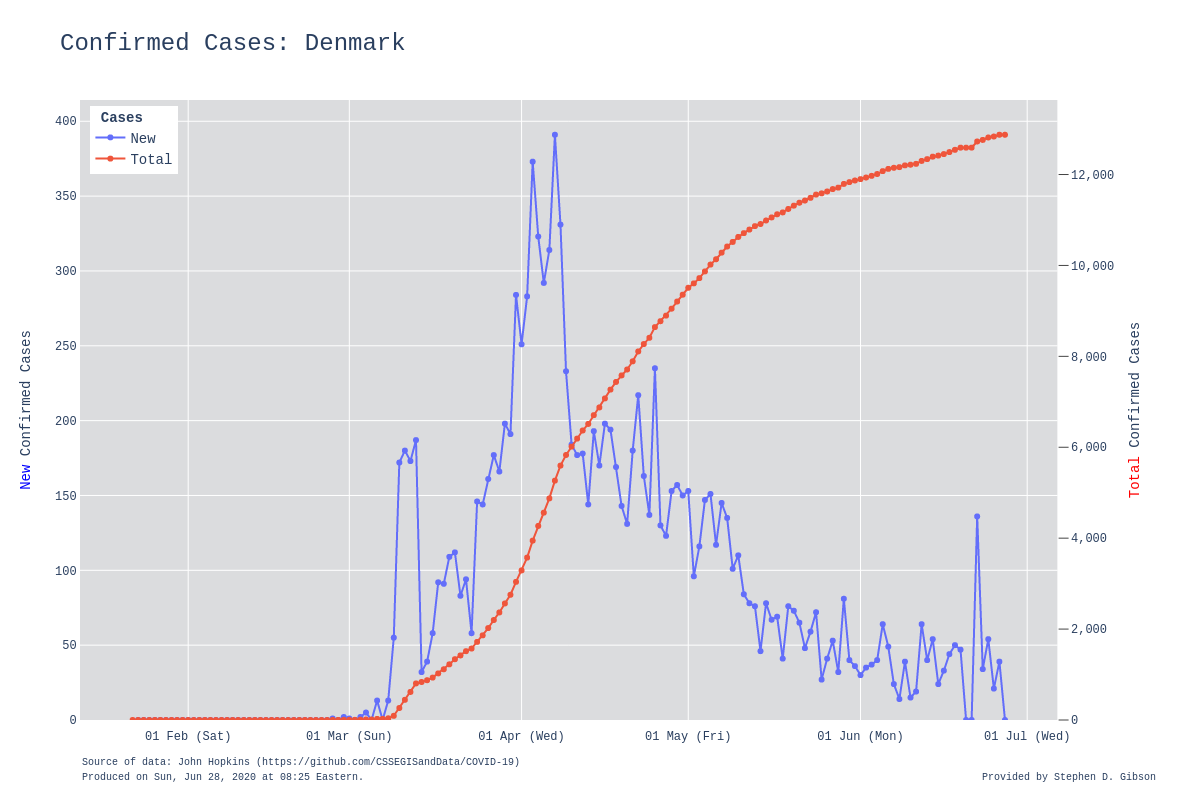 Confirmed Cases: Denmark
Cases
New
Total
400
350
300
250
200
150
100
50
0
12,000
10,000
8,000
6,000
4,000
2,000
0
New Confirmed Cases
Total Confirmed Cases
01 Feb (Sat)
01 Mar (Sun)
01 Apr (Wed)
01 May (Fri)
01 Jun (Mon)
01 Jul (Wed)
Source of data: John Hopkins (https://github.com/CSSEGISandData/COVID-19)
Produced on Sun, Jun 28, 2020 at 08:25 Eastern.
Provided by Stephen D. Gibson